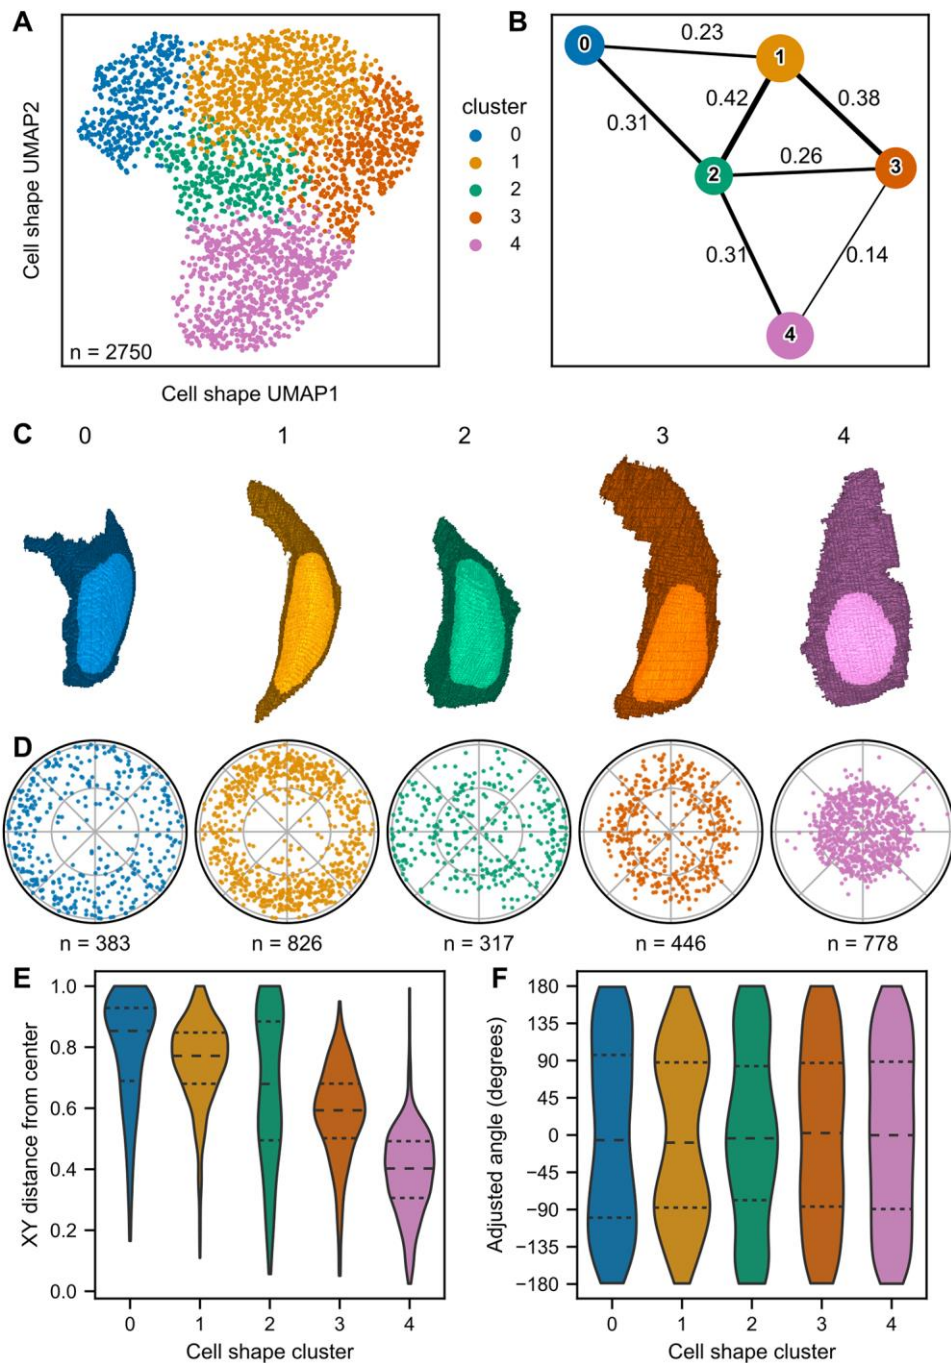 A
Cell shape UMAP2
n = 2750
Cell shape UMAP1
cluster
0
1
2
3
4
B
0
1
2
3
4
0.23
0.42
0.38
0.31
0.26
0.31
0.14
C
0 1 2 3 4
D
n = 383 n = 826 n = 317 n = 446 n = 778
E
XY distance from center
1.0
0.8
0.6
0.4
0.2
0.0
0 1 2 3 4
Cell shape cluster
F
Adjusted angle (degrees)
180
135
90
45
0
−45
−90
−135
−180
0 1 2 3 4
Cell shape cluster